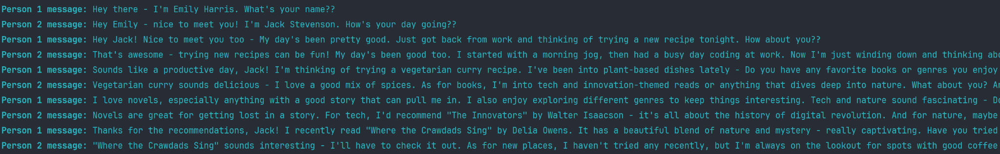 Person 1 message: Hey there - I'm Emily Harris. What's your name??
Person 2 message: Hey Emily - nice to meet you! I'm Jack Stevenson. How's your day going??
Person 1 message: Hey Jack! Nice to meet you too - My day's been pretty good. Just got back from work and thinking of trying a new recipe tonight. How about you??
Person 2 message: That's awesome - trying new recipes can be fun! My day's been good too. I started with a morning jog, then had a busy day coding at work. Now I'm just winding down and thinking
Person 1 message: Sounds like a productive day, Jack! I'm thinking of trying a vegetarian curry recipe. I've been into plant-based dishes lately - Do you have any favorite books or genres you enjoy
Person 2 message: Vegetarian curry sounds delicious - I love a good mix of spices. As for books, I'm into tech and innovation-themed reads or anything that dives deep into nature. What about you?
Person 1 message: I love novels, especially anything with a good story that can pull me in. I also enjoy exploring different genres to keep things interesting. Tech and nature sound fascinating -
Person 2 message: Novels are great for getting lost in a story. For tech, I'd recommend "The Innovators" by Walter Isaacson - it's all about the history of digital revolution. And for nature, maybe
Person 1 message: Thanks for the recommendations, Jack! I recently read "Where the Crawdads Sing" by Delia Owens. It has a beautiful blend of nature and mystery - really captivating. Have you tried
Person 2 message: "Where the Crawdads Sing" sounds interesting - I'll have to check it out. As for new places, I haven't tried any recently, but I'm always on the lookout for spots with good coffee